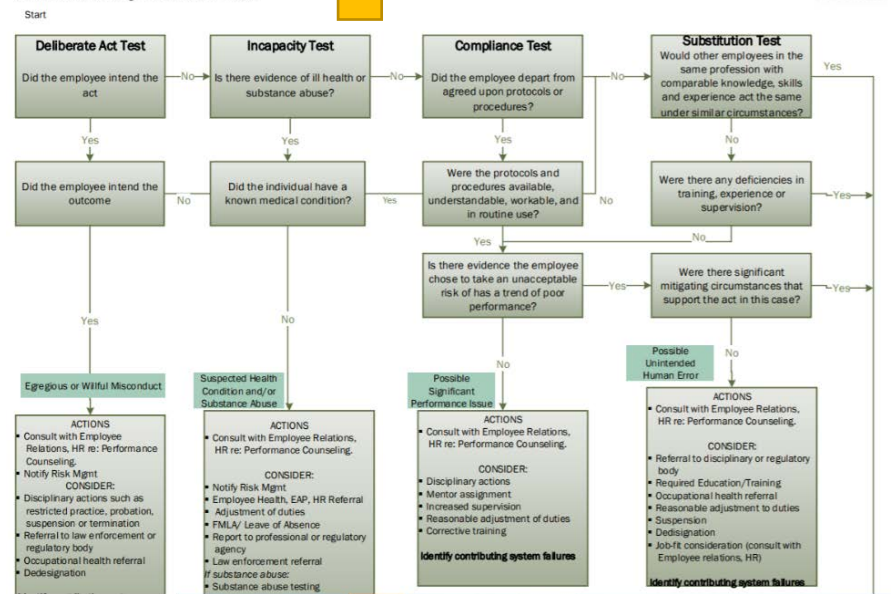 Start
Deliberate Act Test
Did the employee intend the
act
No
Incapacity Test
Is there evidence of ill health or
substance abuse?
No
Compliance Test
Did the employee depart from
agreed upon protocols or
procedures?
No
Substitution Test
Would other employees in the
same profession with
comparable knowledge, skills
and experience act the same
under similar circumstances?
Yes
Yes
Yes
Yes
No
Did the employee intend the
outcome
No
Did the individual have a
known medical condition?
Yes
Were the protocols and
procedures available,
understandable, workable, and
in routine use?
No
Were there any deficiencies in
training, experience or
supervision?
Yes
Yes
No
Is there evidence the employee
chose to take an unacceptable
risk of has a trend of poor
performance?
Yes
Were there significant
mitigating circumstances that
support the act in this case?
Yes
Yes
No
No
No
Egregious or Willful Misconduct
Suspected Health
Condition and/or
Substance Abuse
Possible
Significant
Performance Issue
Possible
Unintended
Human Error
ACTIONS
▪ Consult with Employee
Relations, HR re: Performance
Counseling.
▪ Notify Risk Mgmt
CONSIDER:
▪ Disciplinary actions such as
restricted practice, probation,
suspension or termination
▪ Referral to law enforcement or
regulatory body
▪ Occupational health referral
▪ Dedesignation
ACTIONS
▪ Consult with Employee Relations,
HR re: Performance Counseling.
CONSIDER:
▪ Notify Risk Mgmt
▪ Employee Health, EAP, HR Referral
▪ Adjustment of duties
▪ FMLA/ Leave of Absence
▪ Report to professional or regulatory
agency
▪ Law enforcement referral
If substance abuse:
▪ Substance abuse testing
ACTIONS
▪ Consult with Employee Relations,
HR re: Performance Counseling.
CONSIDER:
▪ Disciplinary actions
▪ Mentor assignment
▪ Increased supervision
▪ Reasonable adjustment of duties
▪ Corrective training
Identify contributing system failures
ACTIONS
▪ Consult with Employee Relations,
HR re: Performance Counseling.
CONSIDER:
▪ Referral to disciplinary or regulatory
body
▪ Required Education/Training
▪ Occupational health referral
▪ Reasonable adjustment to duties
▪ Suspension
▪ Dedisignation
▪ Job-fit consideration (consult with
Employee relations, HR)
Identify contributing system failures